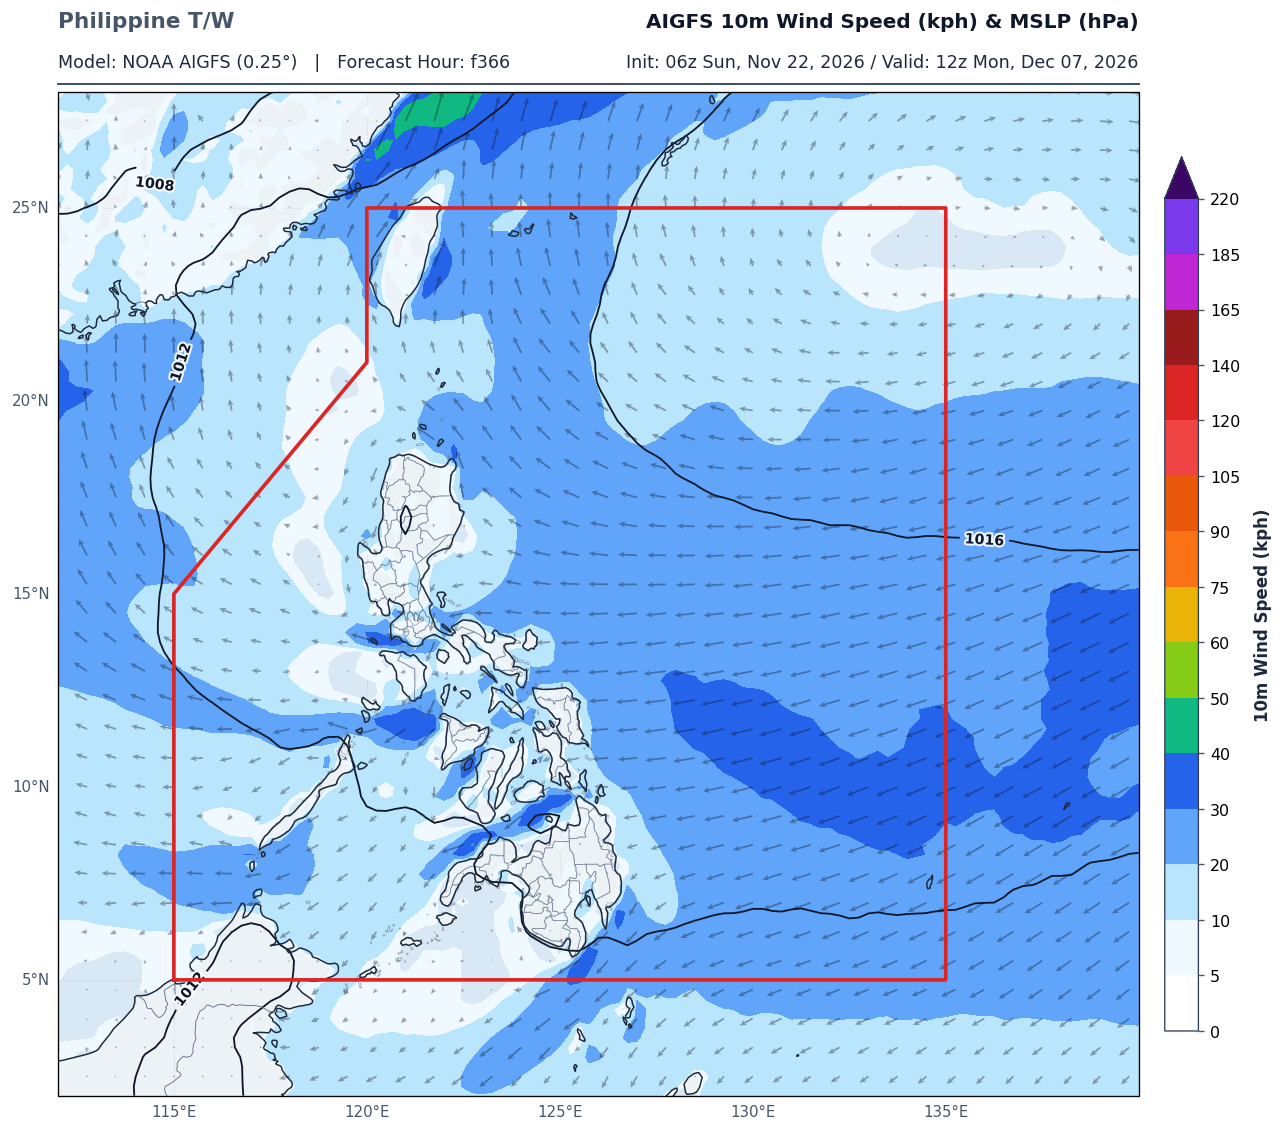 Philippine T/W
AIGFS 10m Wind Speed (kph) & MSLP (hPa)
Model: NOAA AIGFS (0.25°) | Forecast Hour: f366
Init: 06z Sun, Nov 22, 2026 / Valid: 12z Mon, Dec 07, 2026
1008
1012
1016
1012
25°N
20°N
15°N
10°N
5°N
115°E
120°E
125°E
130°E
135°E
220
185
165
140
120
105
90
75
60
50
40
30
20
10
5
0
10m Wind Speed (kph)